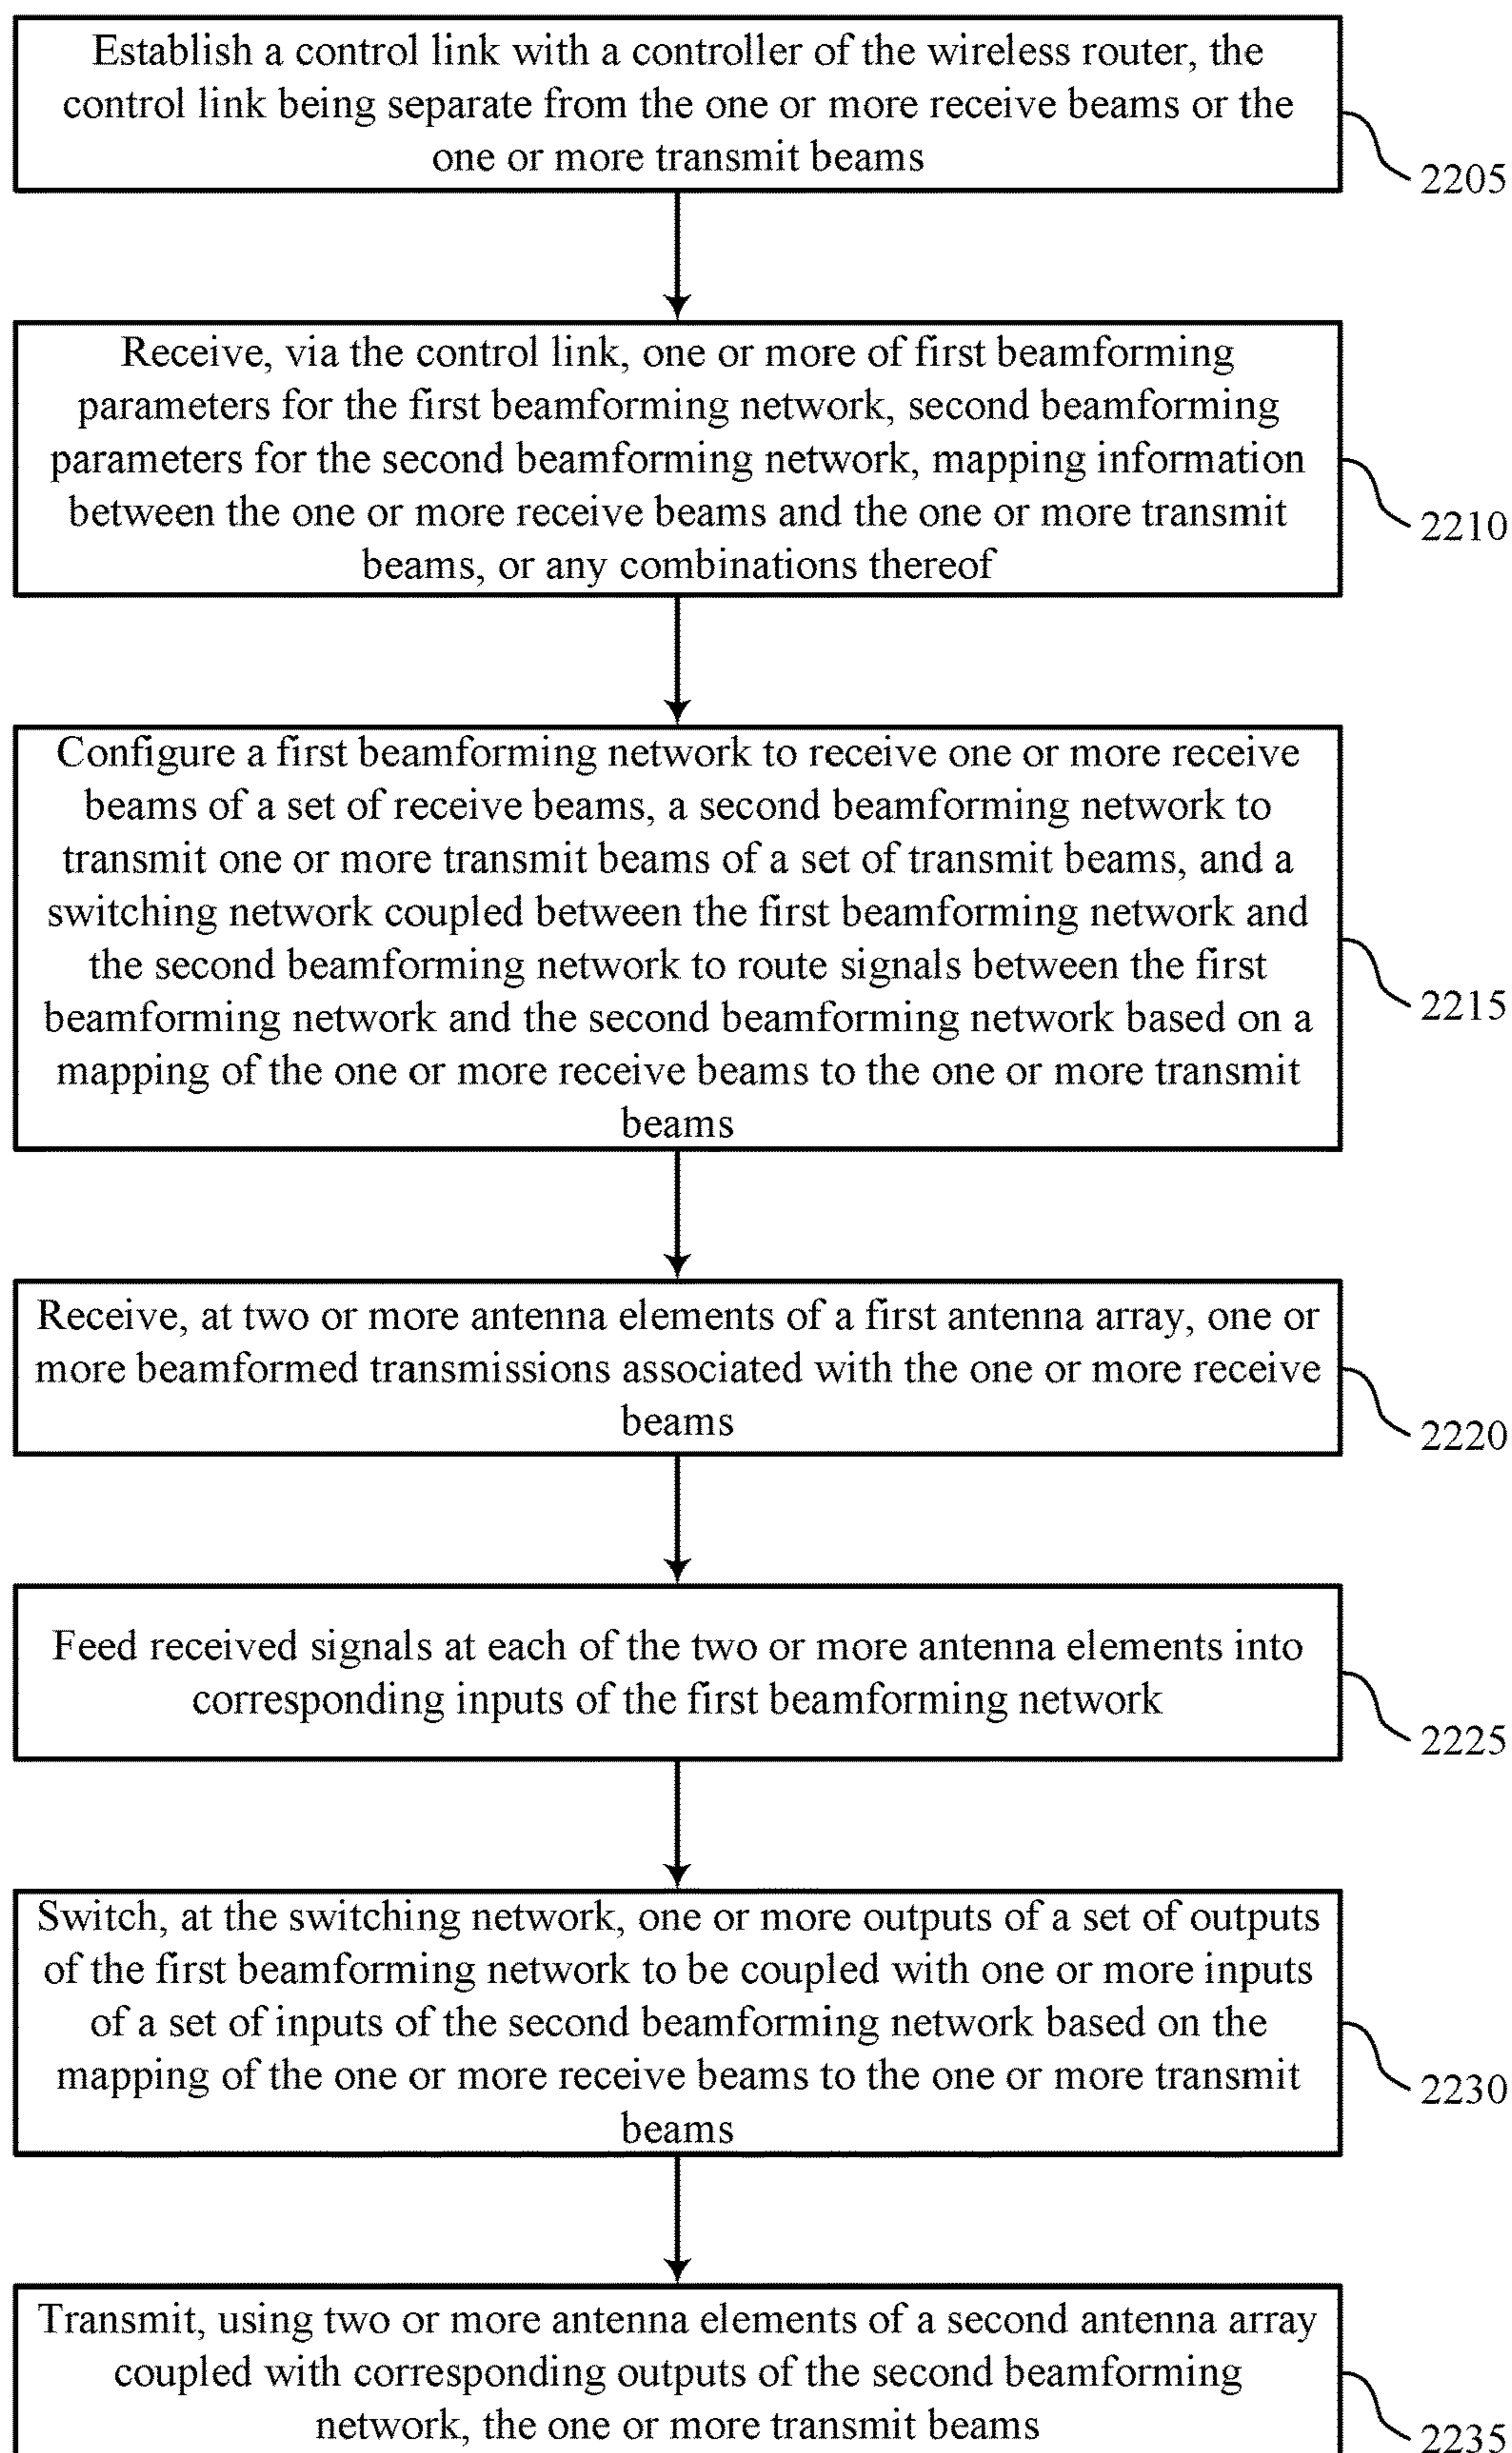 Establish a control link with a controller of the wireless router, the
control link being separate from the one or more receive beams or the
one or more transmit beams
2205
Receive, via the control link, one or more of first beamforming
parameters for the first beamforming network, second beamforming
parameters for the second beamforming network, mapping information
between the one or more receive beams and the one or more transmit
beams, or any combinations thereof
2210
Configure a first beamforming network to receive one or more receive
beams of a set of receive beams, a second beamforming network to
transmit one or more transmit beams of a set of transmit beams, and a
switching network coupled between the first beamforming network and
the second beamforming network to route signals between the first
beamforming network and the second beamforming network based on a
mapping of the one or more receive beams to the one or more transmit
beams
2215
Receive, at two or more antenna elements of a first antenna array, one or
more beamformed transmissions associated with the one or more receive
beams
2220
Feed received signals at each of the two or more antenna elements into
corresponding inputs of the first beamforming network
2225
Switch, at the switching network, one or more outputs of a set of outputs
of the first beamforming network to be coupled with one or more inputs
of a set of inputs of the second beamforming network based on the
mapping of the one or more receive beams to the one or more transmit
beams
2230
Transmit, using two or more antenna elements of a second antenna array
coupled with corresponding outputs of the second beamforming
network, the one or more transmit beams
2235